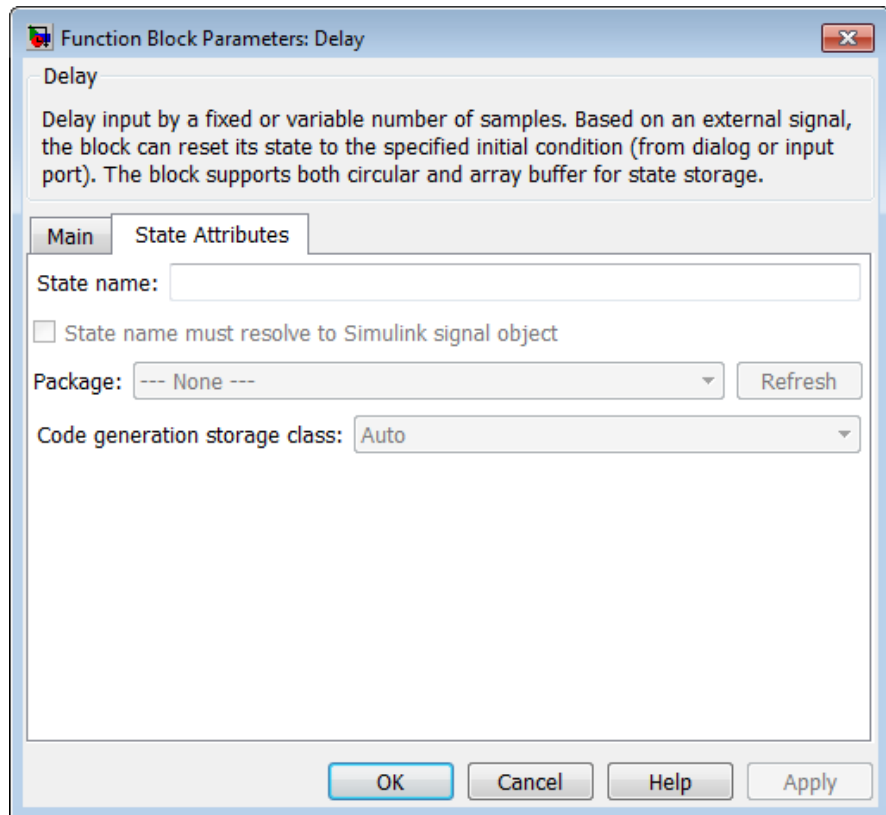 Function Block Parameters: Delay
Delay
Delay input by a fixed or variable number of samples. Based on an external signal,
the block can reset its state to the specified initial condition (from dialog or input
port). The block supports both circular and array buffer for state storage.
Main State Attributes
State name:
State name must resolve to Simulink signal object
Package: --- None --- Refresh
Code generation storage class: Auto
OK Cancel Help Apply